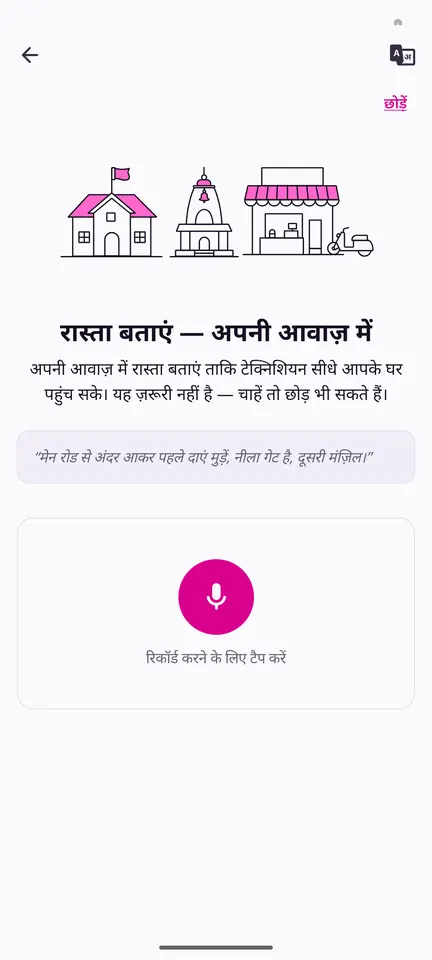 A अ
छोड़ें
रास्ता बताएं — अपनी आवाज़ में
अपनी आवाज़ में रास्ता बताएं ताकि टेक्निशियन सीधे आपके घर
पहुंच सके। यह ज़रूरी नहीं है — चाहें तो छोड़ भी सकते हैं।
“मेन रोड से अंदर आकर पहले दाएं मुड़ें, नीला गेट है, दूसरी मंज़िल।”
रिकॉर्ड करने के लिए टैप करें